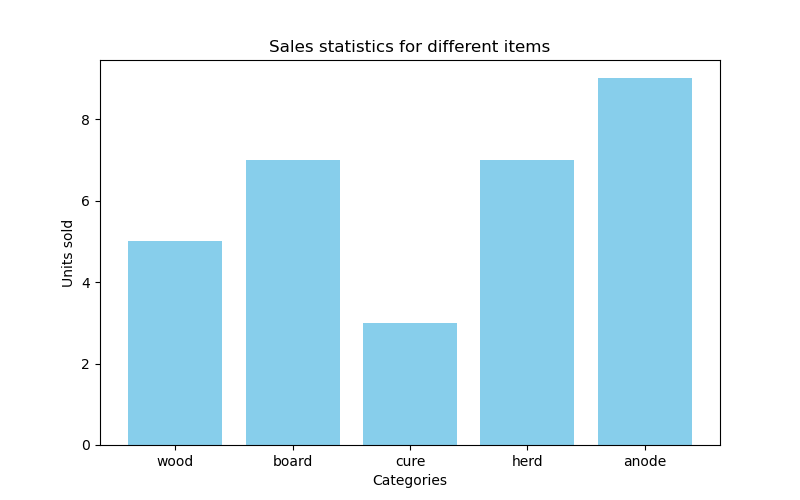 Sales statistics for different items
Units sold
8
6
4
2
0
wood board cure herd anode
Categories